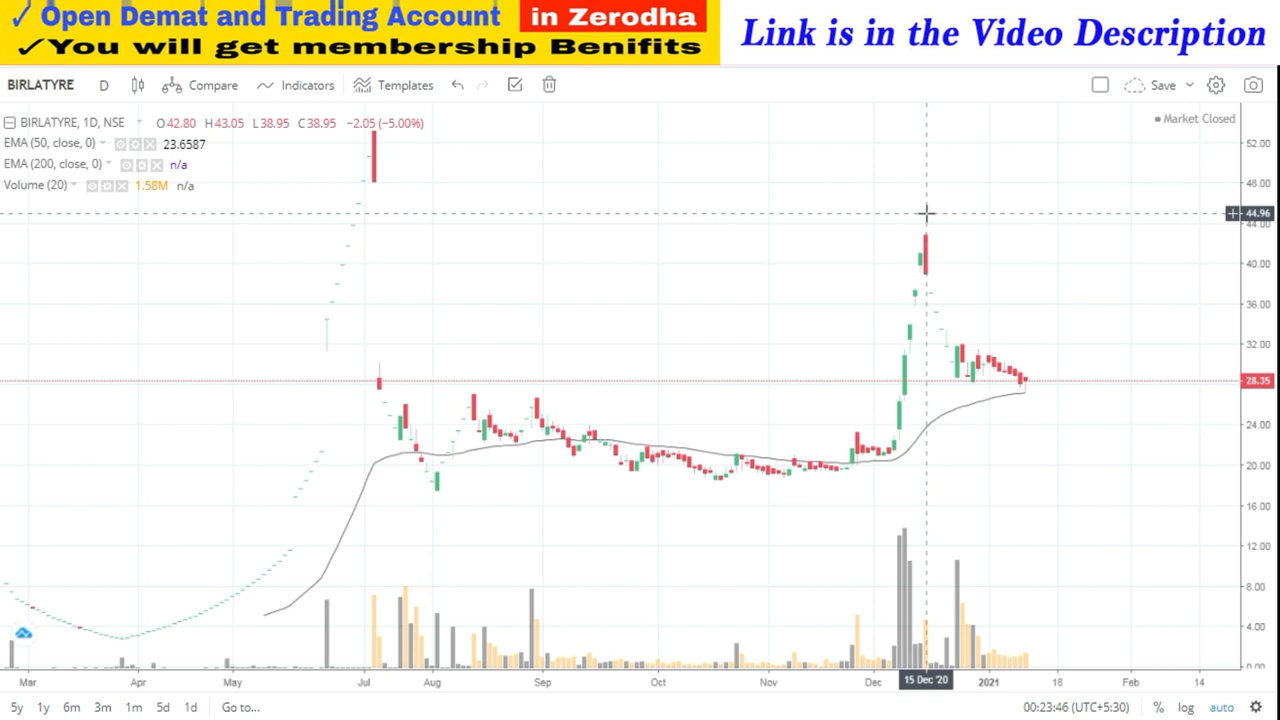 ✓ Open Demat and Trading Account in Zerodha
✓You will get membership Benifits
Link is in the Video Description
BIRLATYRE D Compare Indicators Templates Save
BIRLATYRE, 1D, NSE O42.80 H43.05 L38.95 C38.95 −2.05 (−5.00%)
Market Closed
EMA (50, close, 0) 23.6587
EMA (200, close, 0) n/a
Volume (20) 1.58M n/a
52.00
48.00
44.96
44.00
40.00
36.00
32.00
28.35
24.00
20.00
16.00
12.00
8.00
4.00
0.00
Mar Apr May Jul Aug Sep Oct Nov Dec 15 Dec '20 2021 18 Feb 14
5y 1y 6m 3m 1m 5d 1d Go to... 00:23:46 (UTC+5:30) % log auto